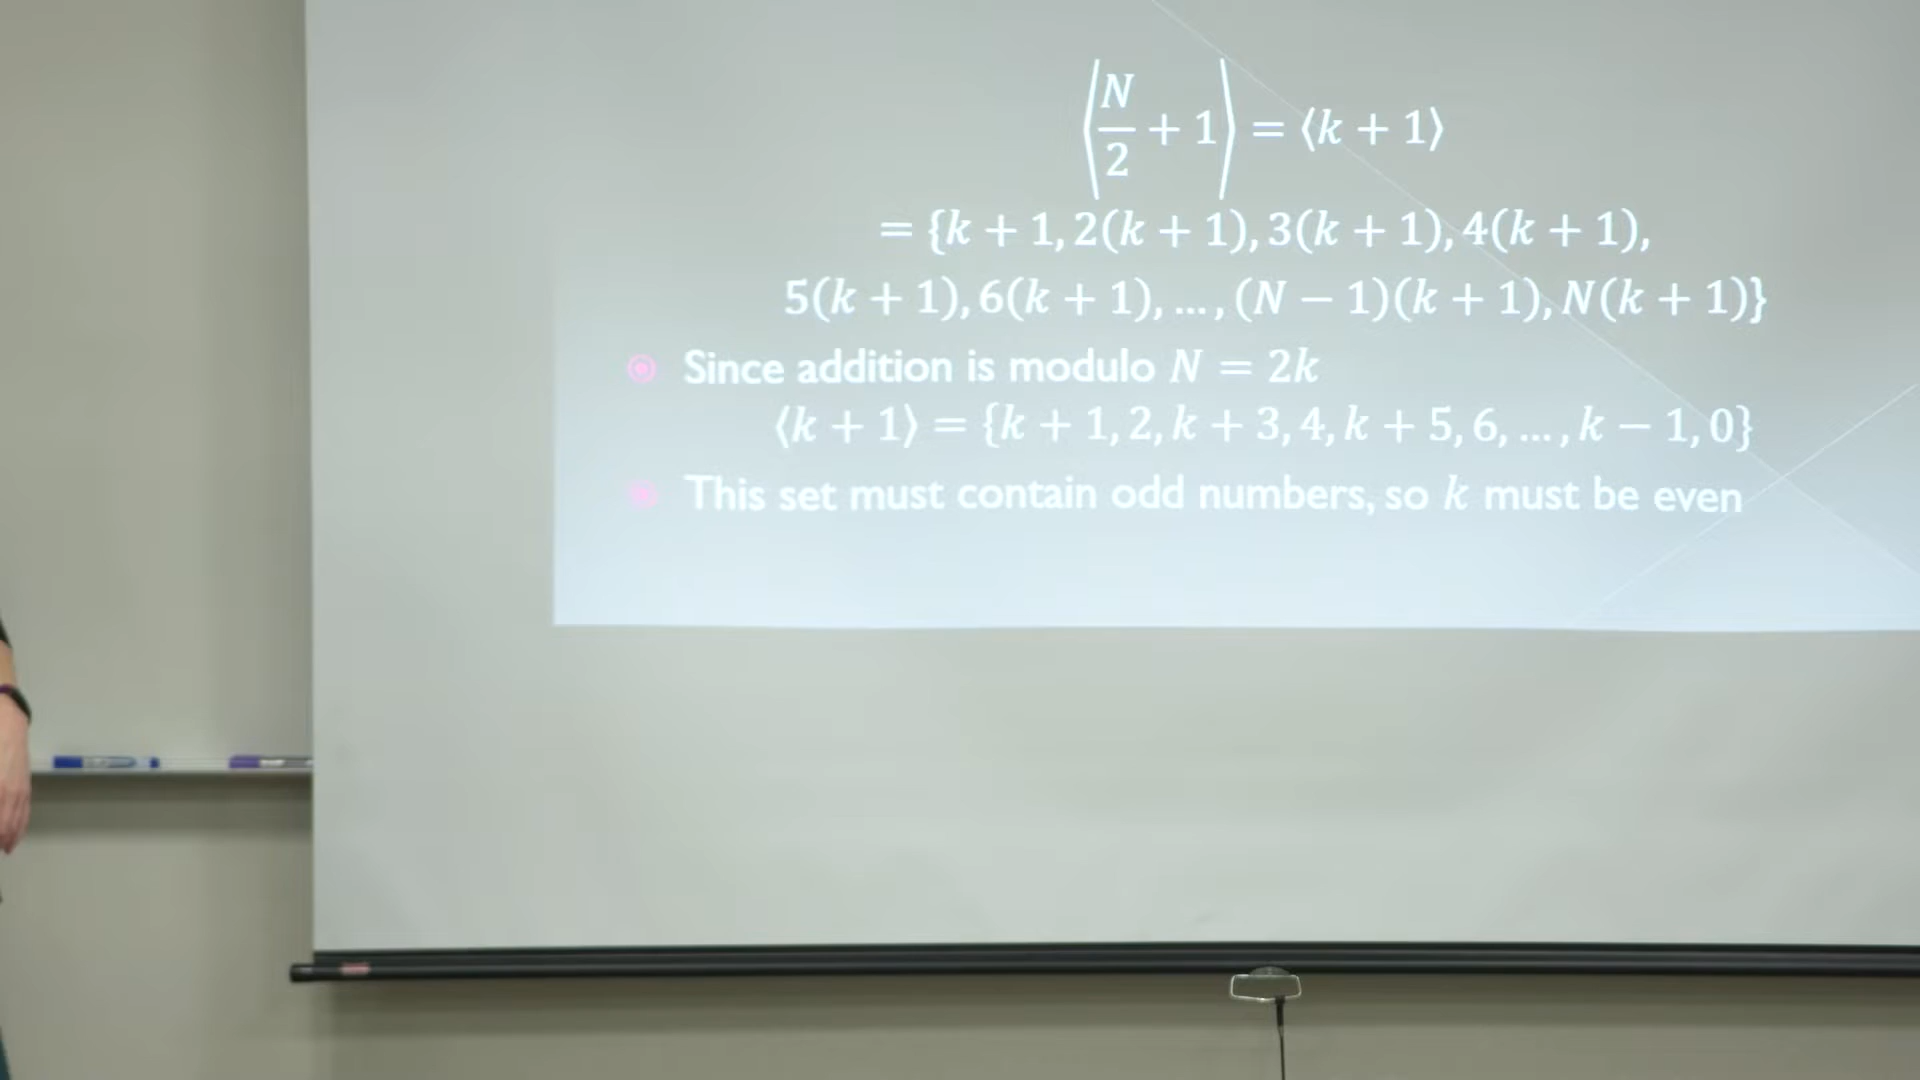 ⟨N/2 + 1⟩ = ⟨k + 1⟩
= {k + 1, 2(k + 1), 3(k + 1), 4(k + 1),
5(k + 1), 6(k + 1), … , (N − 1)(k + 1), N(k + 1)}
Since addition is modulo N = 2k
⟨k + 1⟩ = {k + 1, 2, k + 3, 4, k + 5, 6, … , k − 1, 0}
This set must contain odd numbers, so k must be even